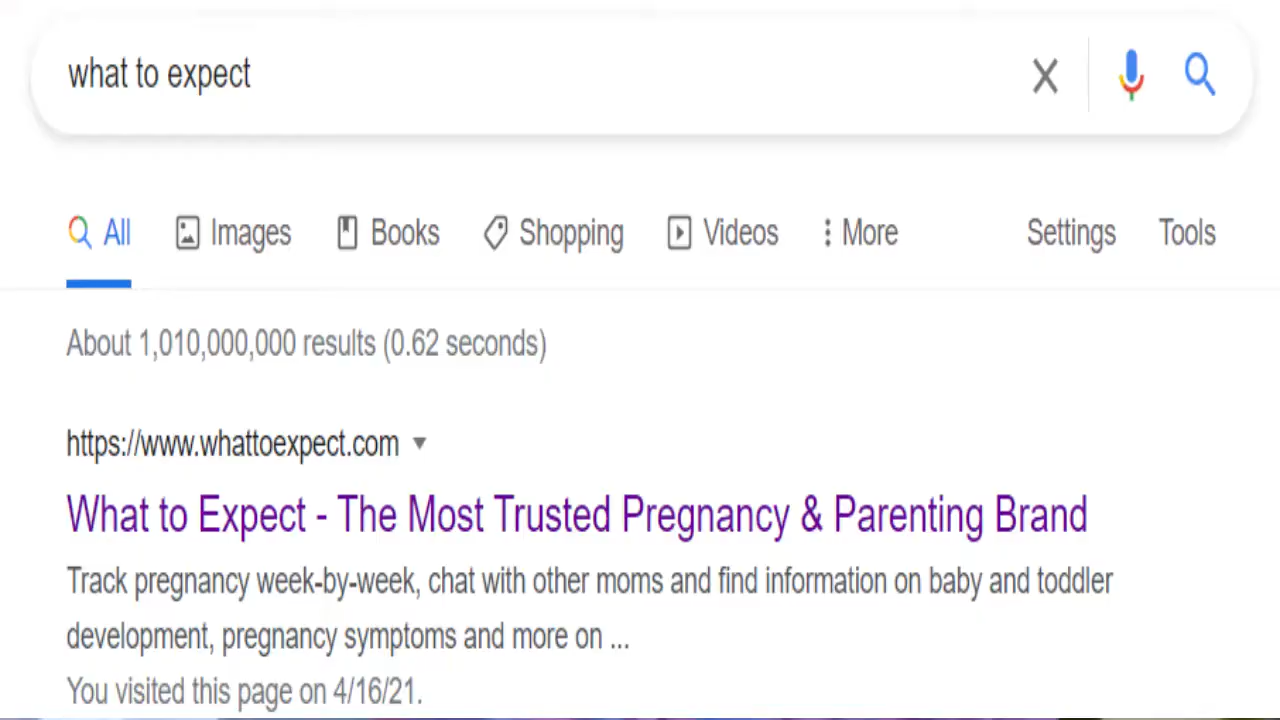 what to expect
All Images Books Shopping Videos More Settings Tools
About 1,010,000,000 results (0.62 seconds)
https://www.whattoexpect.com
What to Expect - The Most Trusted Pregnancy & Parenting Brand
Track pregnancy week-by-week, chat with other moms and find information on baby and toddler
development, pregnancy symptoms and more on ...
You visited this page on 4/16/21.